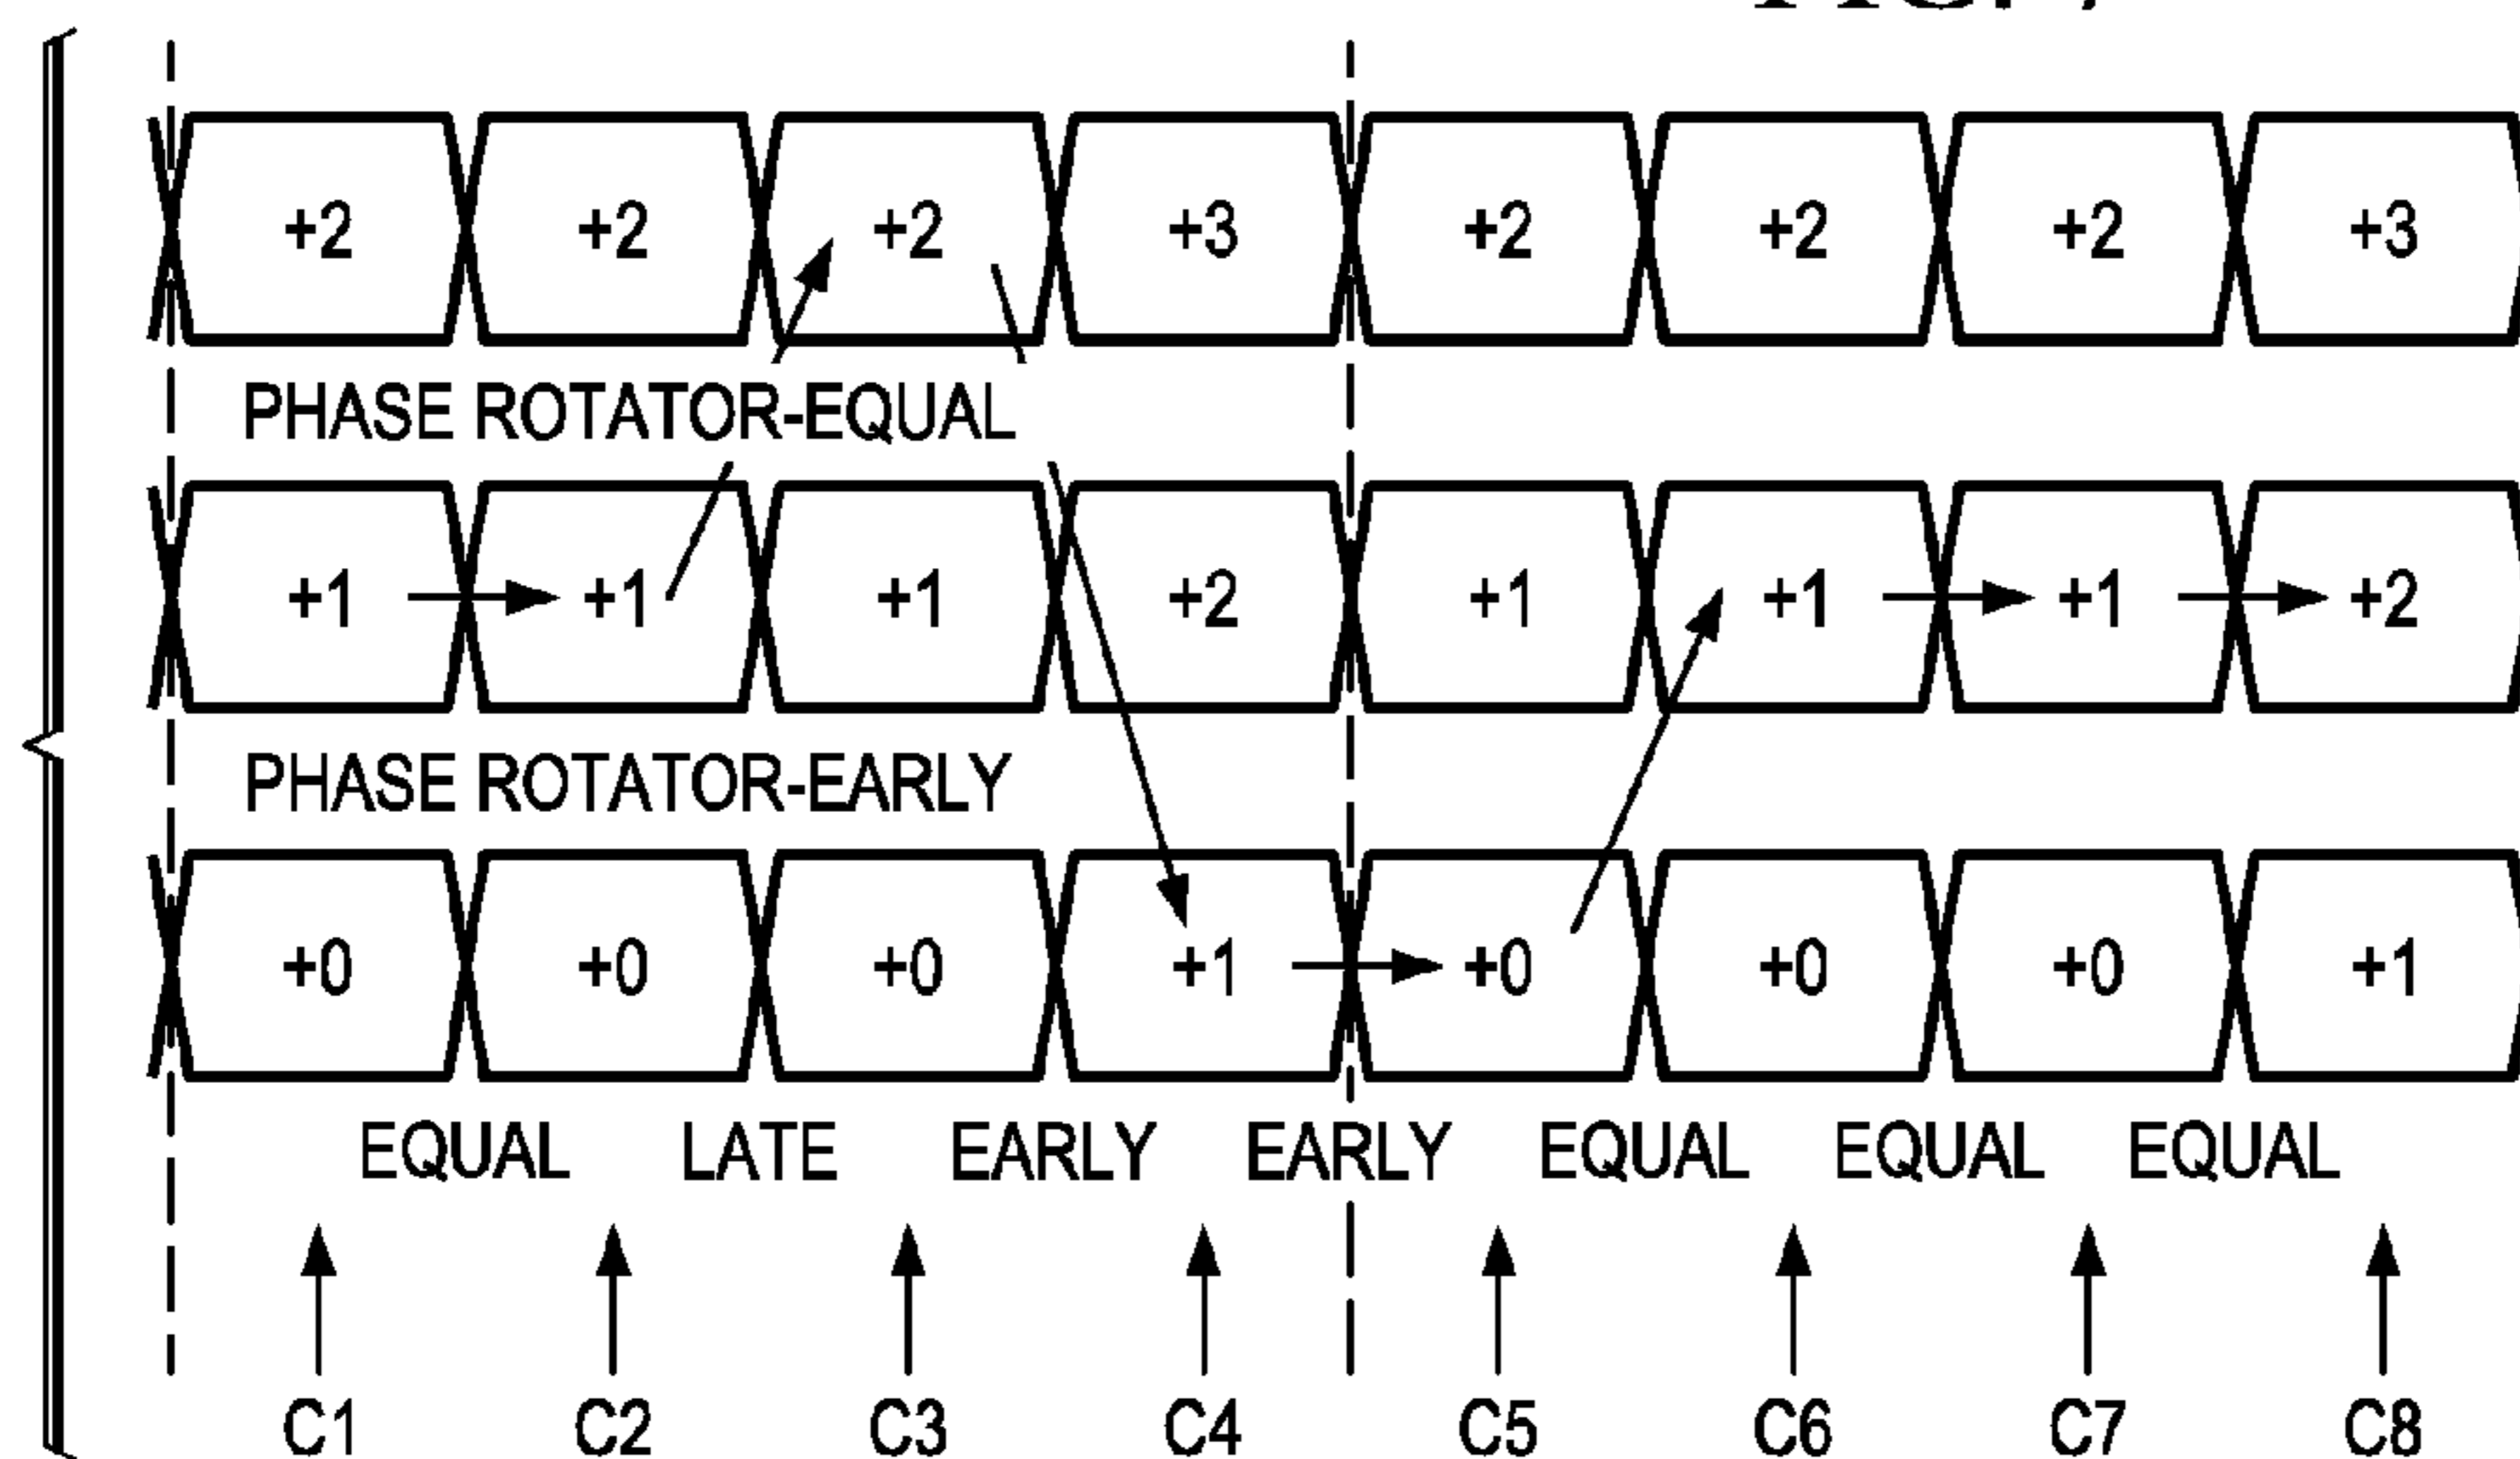 +2 +2 +2 +3 +2 +2 +2 +3
PHASE ROTATOR-EQUAL
+1 +1 +1 +2 +1 +1 +1 +2
PHASE ROTATOR-EARLY
+0 +0 +0 +1 +0 +0 +0 +1
EQUAL LATE EARLY EARLY EQUAL EQUAL EQUAL
C1 C2 C3 C4 C5 C6 C7 C8